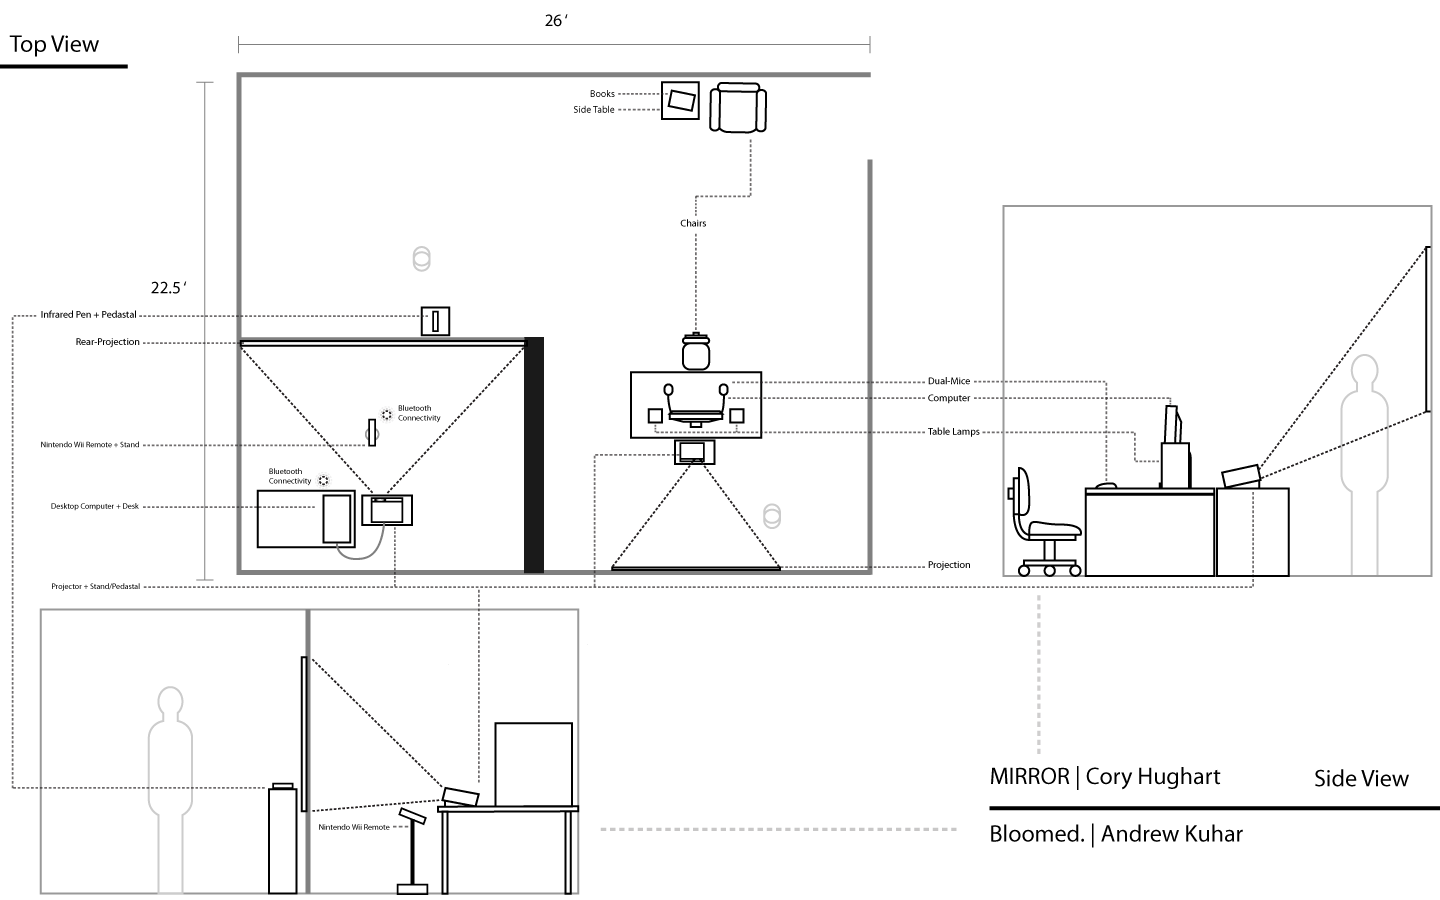 26‘
Top View
Books
Side Table
Chairs
22.5‘
Infrared Pen + Pedastal
Rear-Projection
Dual-Mice
Computer
Bluetooth
Connectivity
Table Lamps
Nintendo Wii Remote + Stand
Bluetooth
Connectivity
Desktop Computer + Desk
Projection
Projector + Stand/Pedastal
MIRROR | Cory Hughart
Side View
Nintendo Wii Remote
Bloomed. | Andrew Kuhar